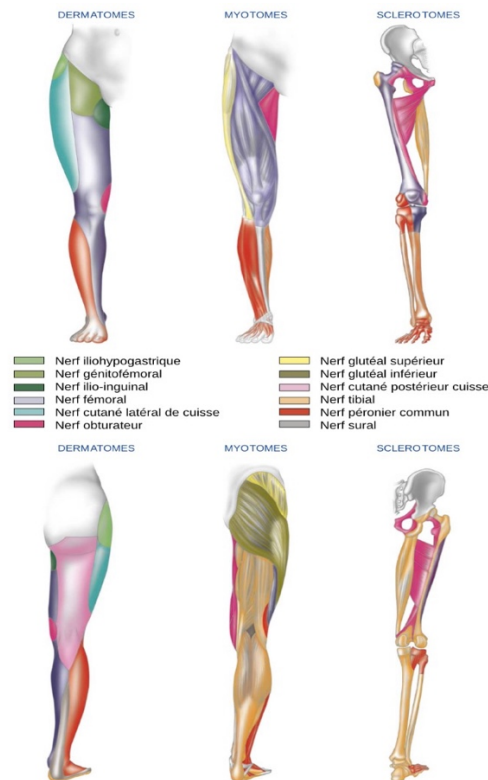 DERMATOMES MYOTOMES SCLEROTOMES
Nerf iliohypogastrique
Nerf génitofémoral
Nerf ilio-inguinal
Nerf fémoral
Nerf cutané latéral de cuisse
Nerf obturateur
Nerf glutéal supérieur
Nerf glutéal inférieur
Nerf cutané postérieur cuisse
Nerf tibial
Nerf péronier commun
Nerf sural
DERMATOMES MYOTOMES SCLEROTOMES